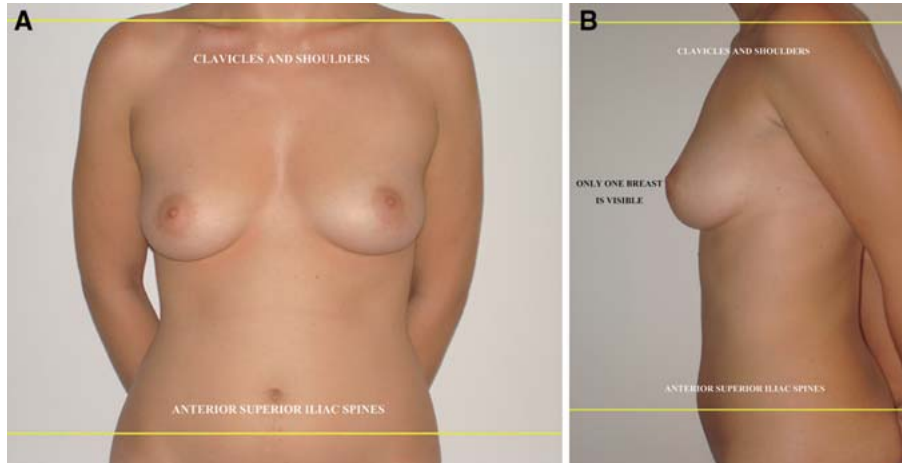 A
CLAVICLES AND SHOULDERS
ANTERIOR SUPERIOR ILIAC SPINES
B
CLAVICLES AND SHOULDERS
ONLY ONE BREAST
IS VISIBLE
ANTERIOR SUPERIOR ILIAC SPINES